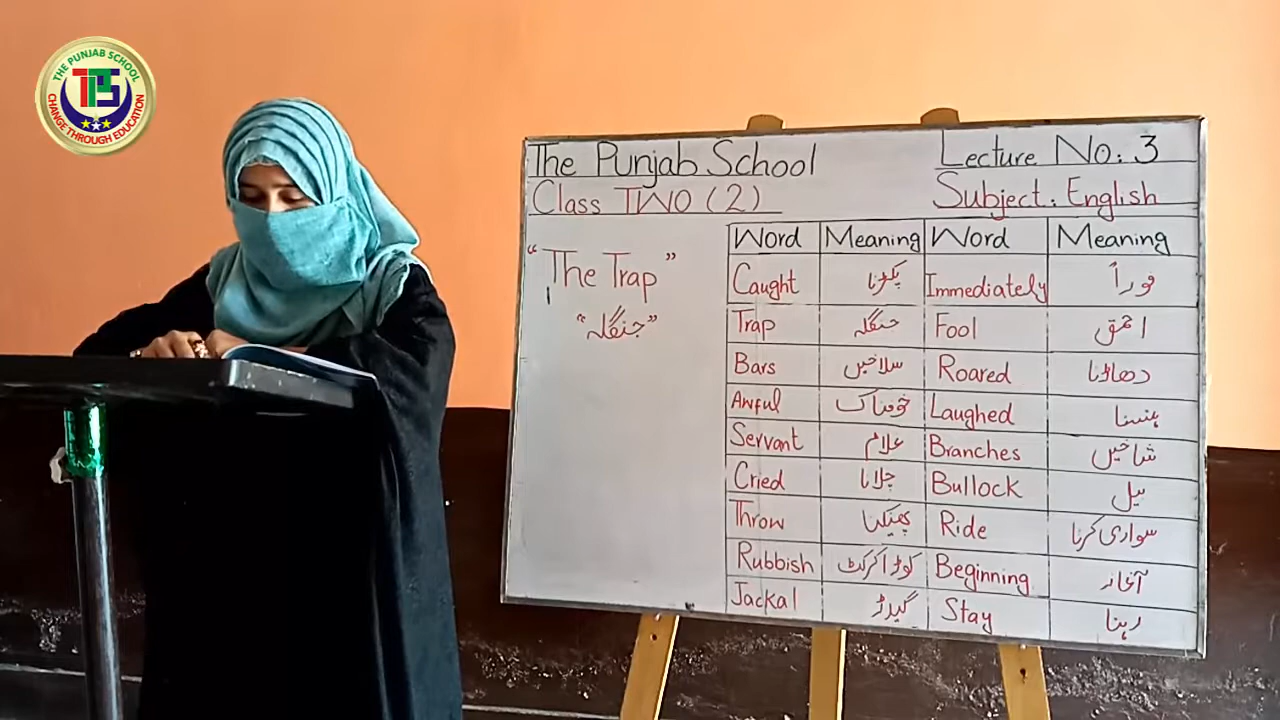 THE PUNJAB SCHOOL
TPS
CHANGE THROUGH EDUCATION
The Punjab School
Lecture No: 3
Class TWO (2)
Subject: English
"The Trap"
"جنگلہ"
Word Meaning Word Meaning
Caught پکڑنا Immediately فوراً
Trap جنگلہ Fool احمق
Bars سلاخیں Roared دھاڑنا
Awful خوفناک Laughed ہنسنا
Servant غلام Branches شاخیں
Cried چلانا Bullock بیل
Throw پھینکنا Ride سواری کرنا
Rubbish کوڑا کرکٹ Beginning آغاز
Jackal گیدڑ Stay رہنا